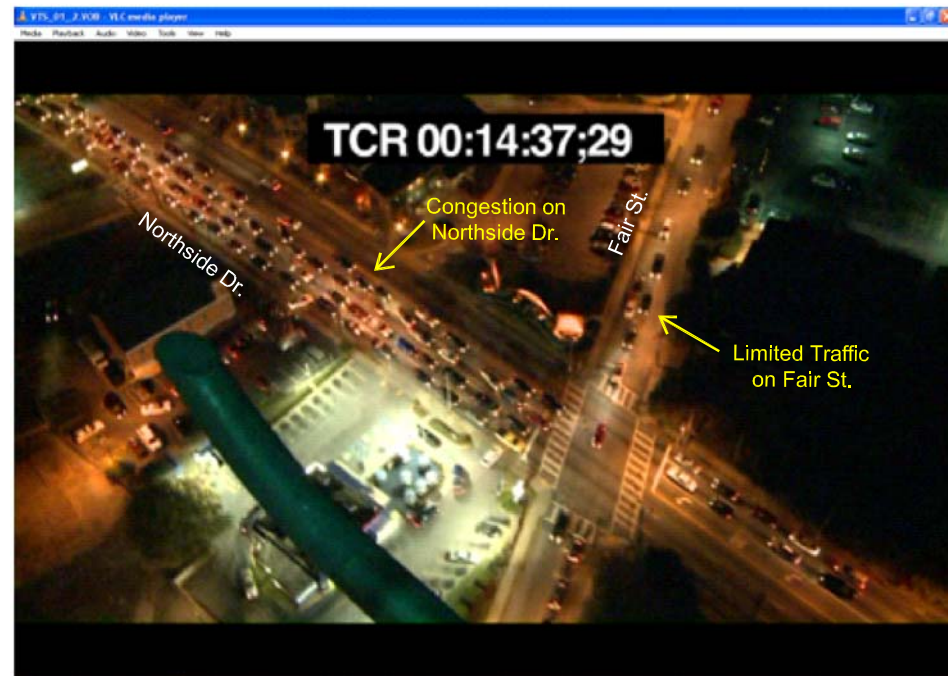 VTS_01_2.VOB - VLC media player
Media Playback Audio Video Tools View Help
TCR 00:14:37;29
Congestion on
Northside Dr.
Fair St.
Northside Dr.
Limited Traffic
on Fair St.